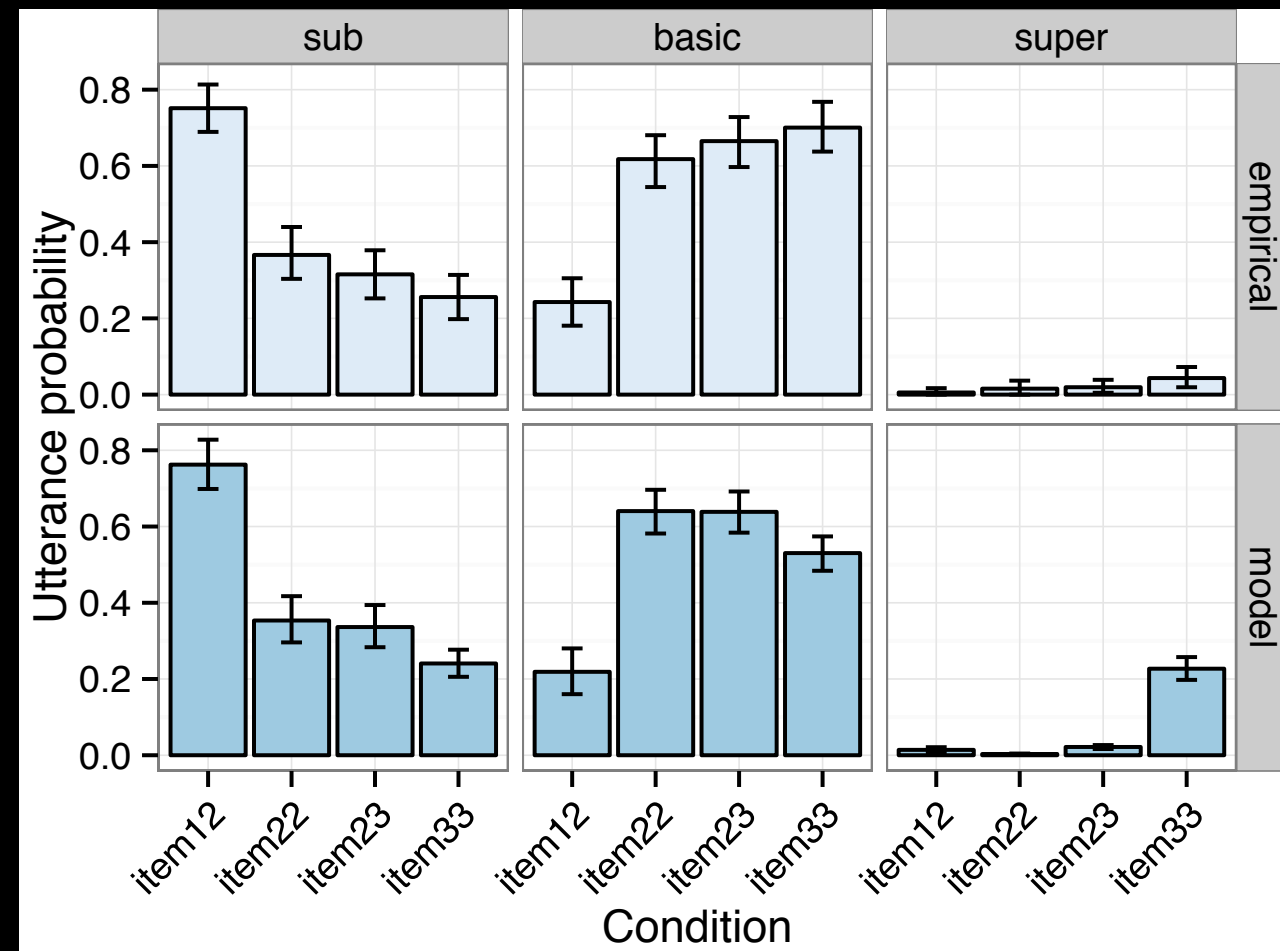 sub basic super
Utterance probability
0.8
0.6
0.4
0.2
0.0
empirical
0.8
0.6
0.4
0.2
0.0
model
item12 item22 item23 item33 item12 item22 item23 item33 item12 item22 item23 item33
Condition